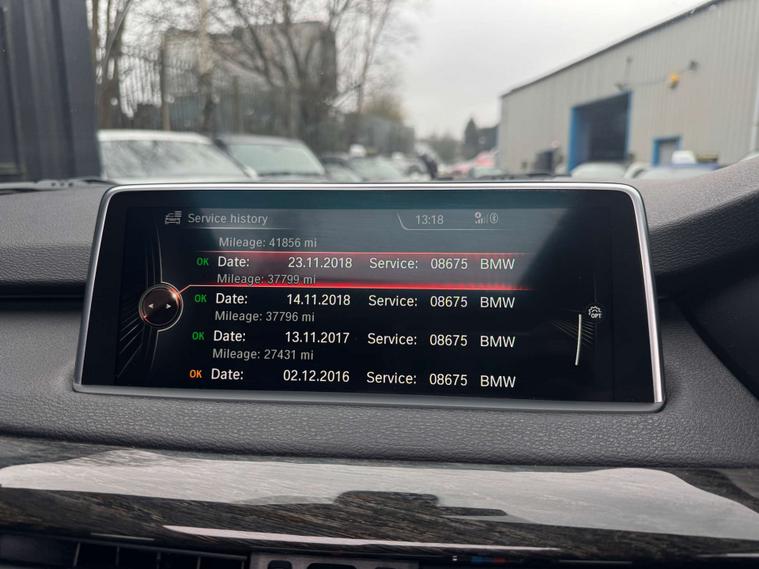 Service history 13:18
Mileage: 41856 mi
OK Date: 23.11.2018 Service: 08675 BMW
Mileage: 37799 mi
OK Date: 14.11.2018 Service: 08675 BMW
Mileage: 37796 mi
OK Date: 13.11.2017 Service: 08675 BMW
Mileage: 27431 mi
OK Date: 02.12.2016 Service: 08675 BMW
OPT